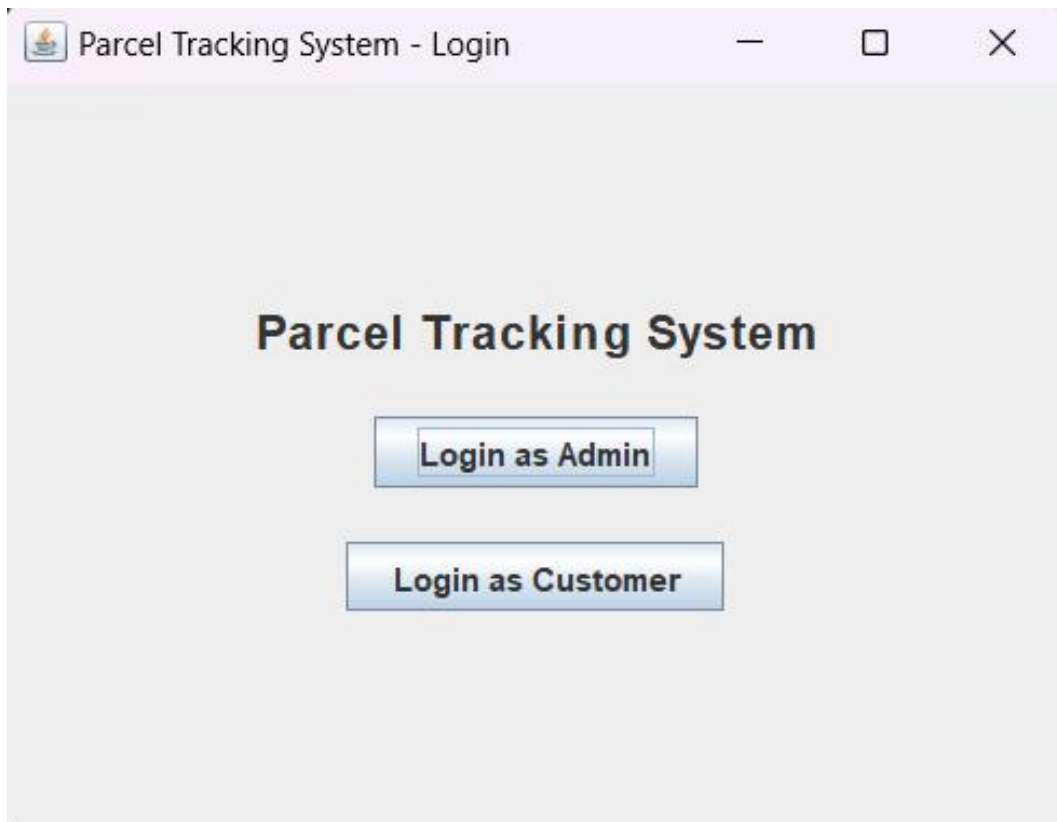 Parcel Tracking System - Login
Parcel Tracking System
Login as Admin
Login as Customer